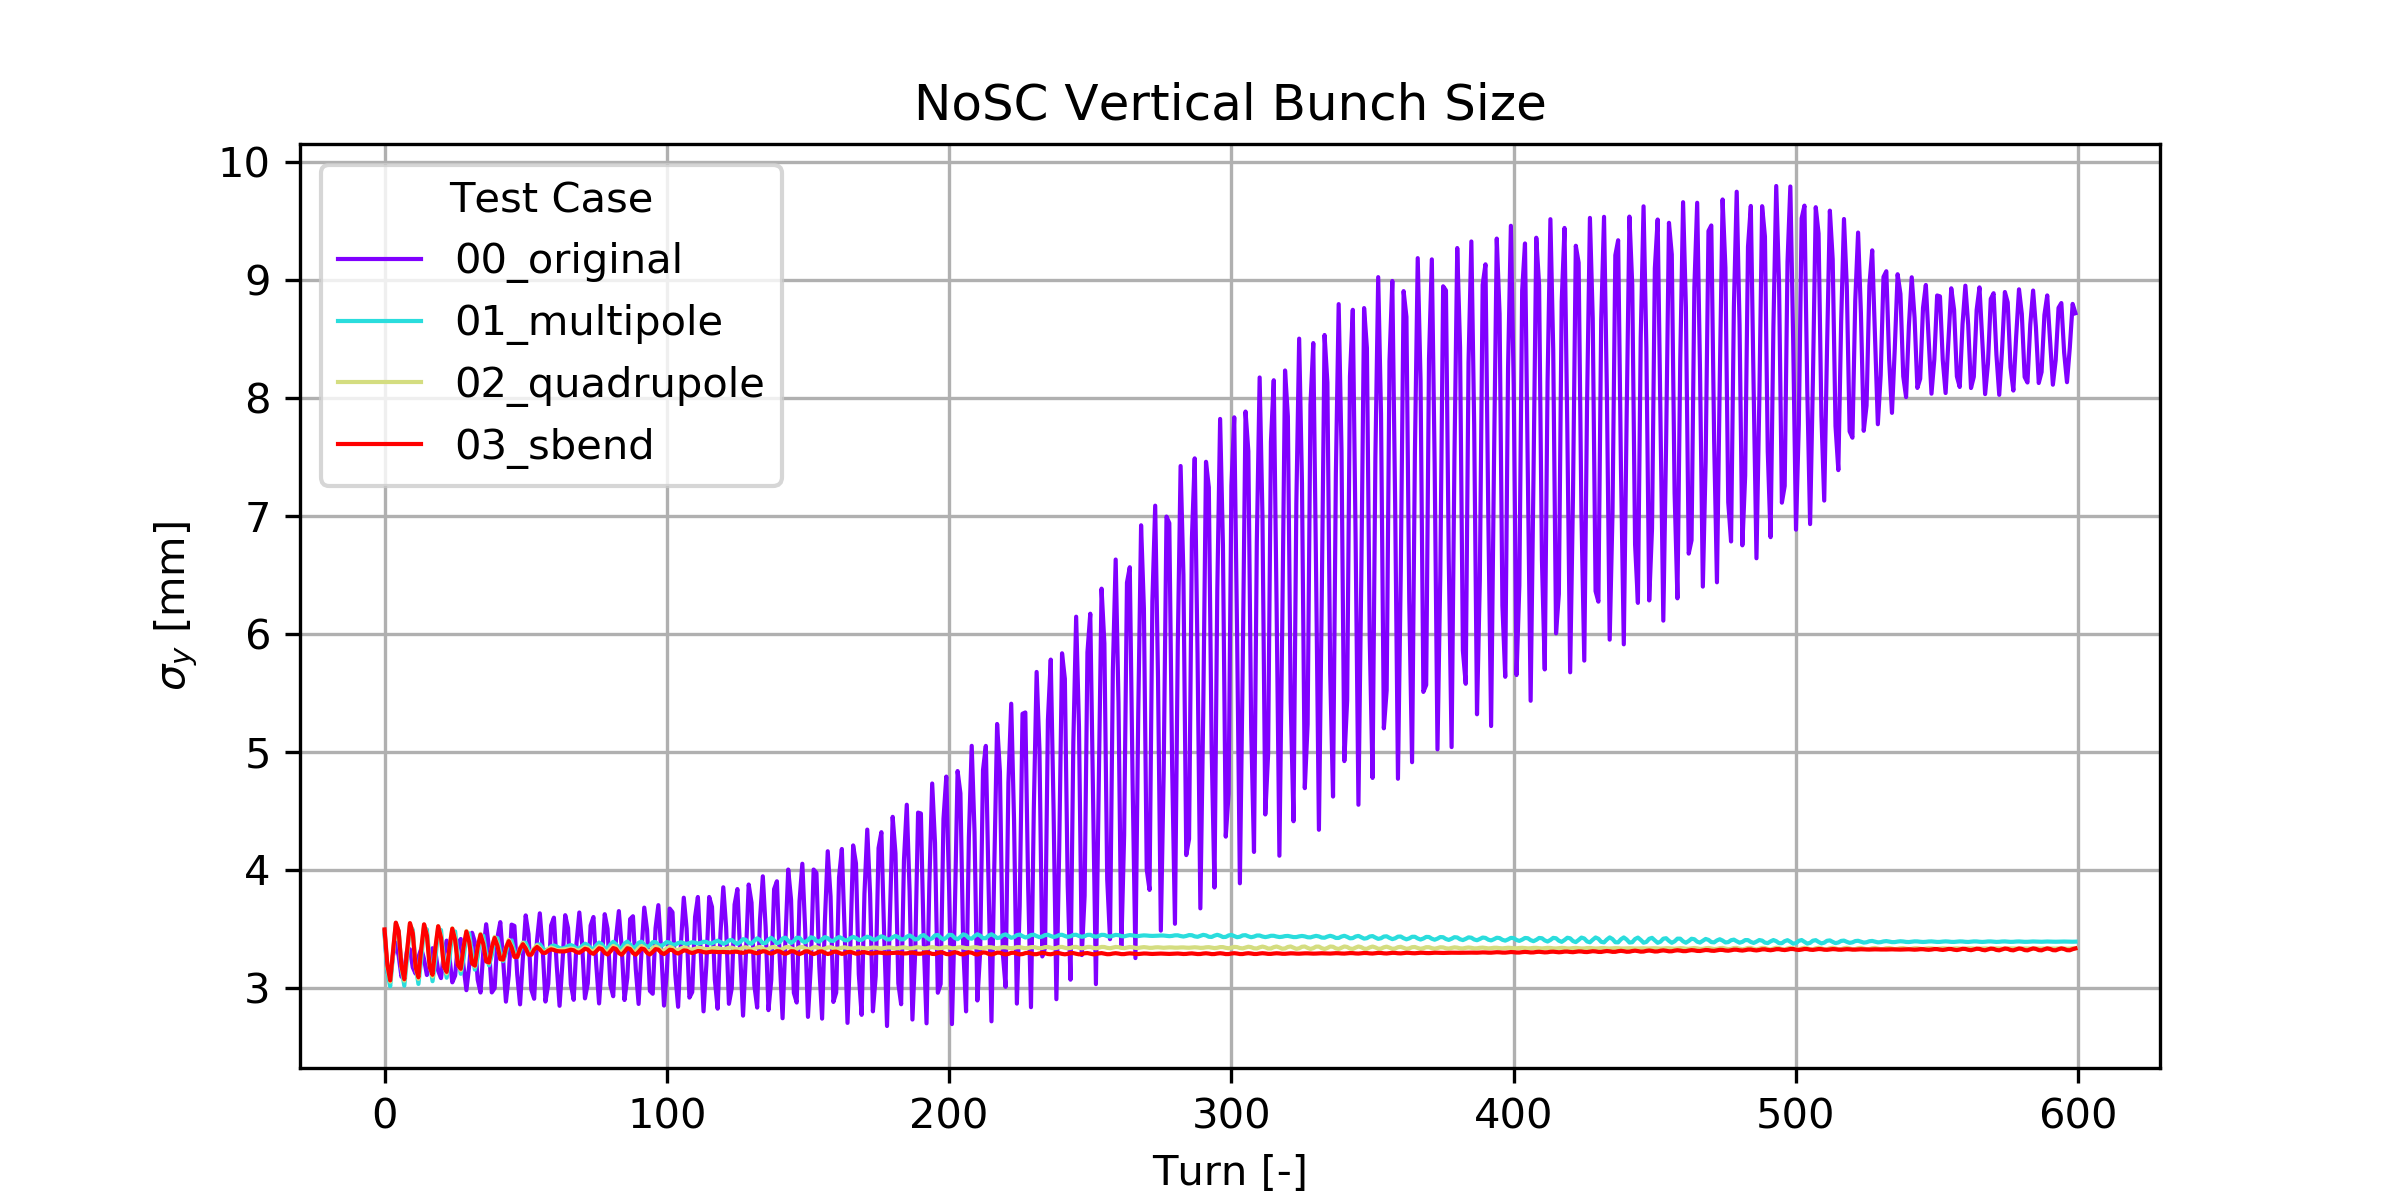 NoSC Vertical Bunch Size
10
9
8
7
6
5
4
3
σy [mm]
Test Case
00_original
01_multipole
02_quadrupole
03_sbend
0 100 200 300 400 500 600
Turn [-]